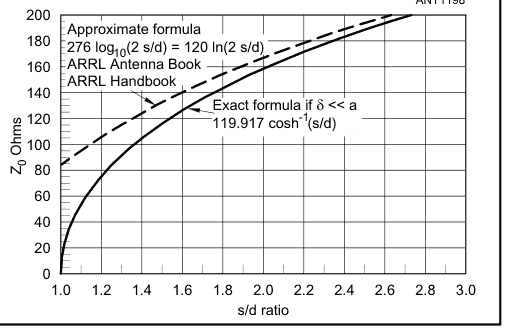 ANT1198
200
180
160
140
120
100
80
60
40
20
0
Z0 Ohms
Approximate formula
276 log10(2 s/d) = 120 ln(2 s/d)
ARRL Antenna Book
ARRL Handbook
Exact formula if δ << a
119.917 cosh-1(s/d)
1.0 1.2 1.4 1.6 1.8 2.0 2.2 2.4 2.6 2.8 3.0
s/d ratio